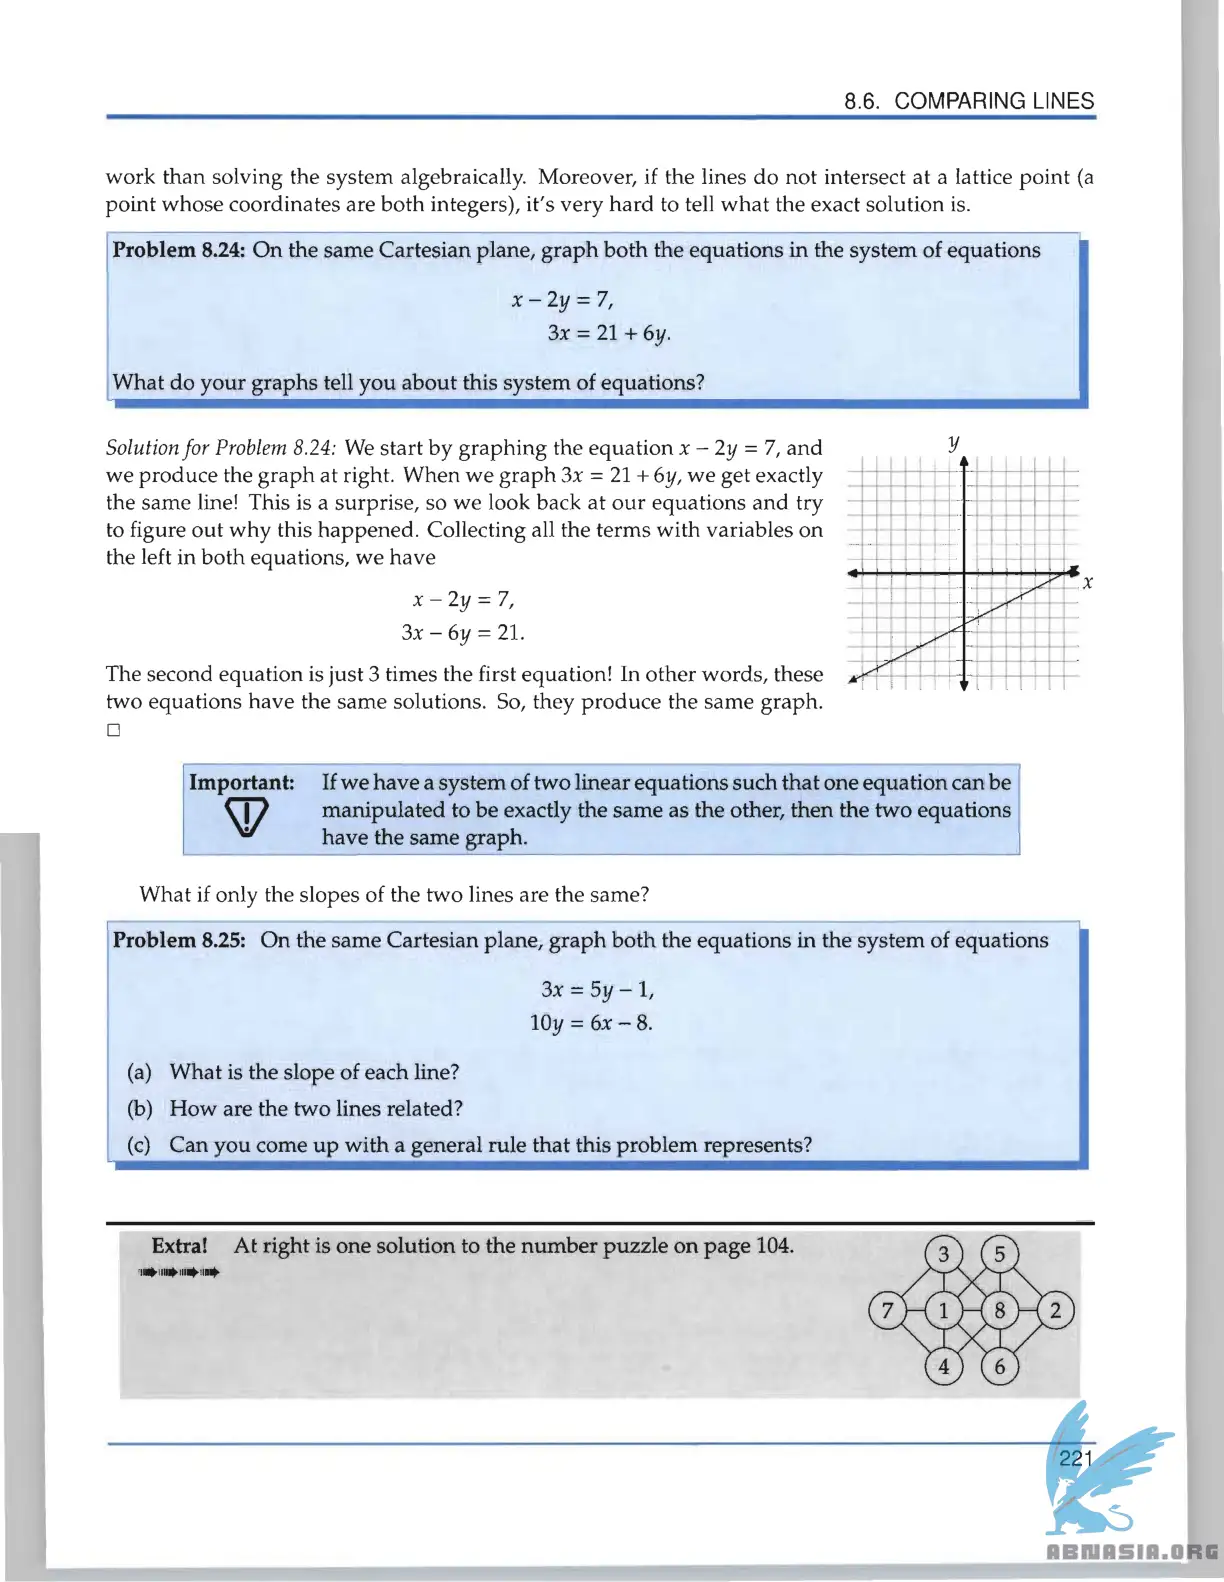 8.6. COMPARING LINES
work than solving the system algebraically. Moreover, if the lines do not intersect at a lattice point (a
point whose coordinates are both integers), it's very hard to tell what the exact solution is.
Problem 8.24: On the same Cartesian plane, graph both the equations in the system of equations
x − 2y = 7,
3x = 21 + 6y.
What do your graphs tell you about this system of equations?
Solution for Problem 8.24: We start by graphing the equation x − 2y = 7, and
we produce the graph at right. When we graph 3x = 21 + 6y, we get exactly
the same line! This is a surprise, so we look back at our equations and try
to figure out why this happened. Collecting all the terms with variables on
the left in both equations, we have
x − 2y = 7,
3x − 6y = 21.
The second equation is just 3 times the first equation! In other words, these
two equations have the same solutions. So, they produce the same graph.
□
y
x
Important: If we have a system of two linear equations such that one equation can be
manipulated to be exactly the same as the other, then the two equations
have the same graph.
What if only the slopes of the two lines are the same?
Problem 8.25: On the same Cartesian plane, graph both the equations in the system of equations
3x = 5y − 1,
10y = 6x − 8.
(a) What is the slope of each line?
(b) How are the two lines related?
(c) Can you come up with a general rule that this problem represents?
Extra! At right is one solution to the number puzzle on page 104.
3 5
7 1 8 2
4 6
221
ABNASIA.ORG